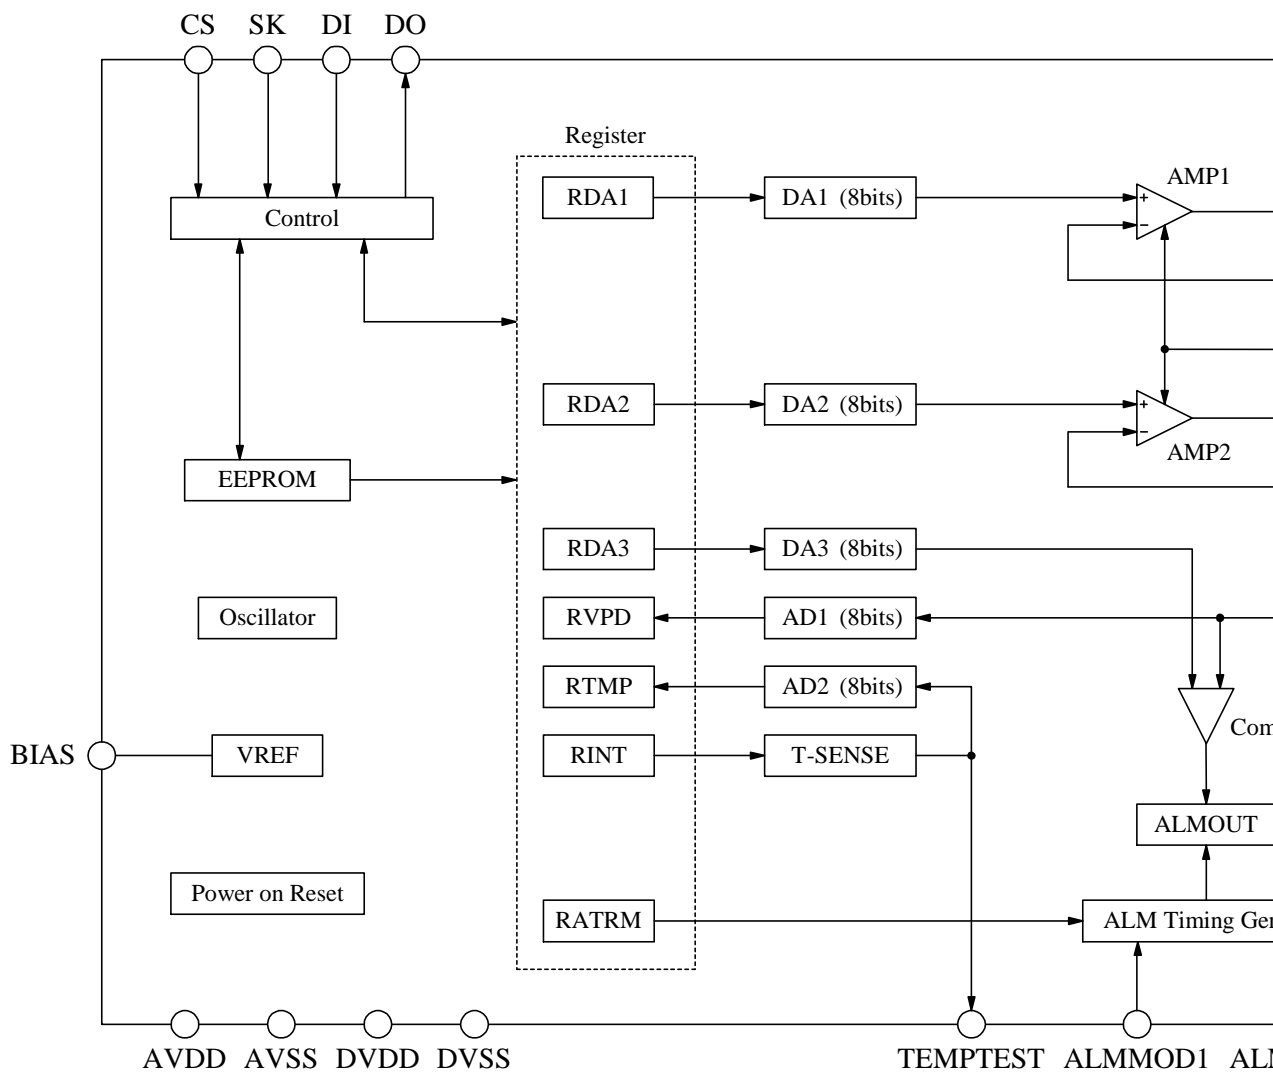 CS SK DI DO
Register
RDA1 DA1 (8bits) + AMP1
Control −
RDA2 DA2 (8bits) +
−
AMP2
EEPROM
RDA3 DA3 (8bits)
Oscillator RVPD AD1 (8bits)
RTMP AD2 (8bits)
BIAS VREF RINT T-SENSE
ALMOUT
Power on Reset
RATRM ALM Timing
AVDD AVSS DVDD DVSS TEMPTEST ALMMOD1